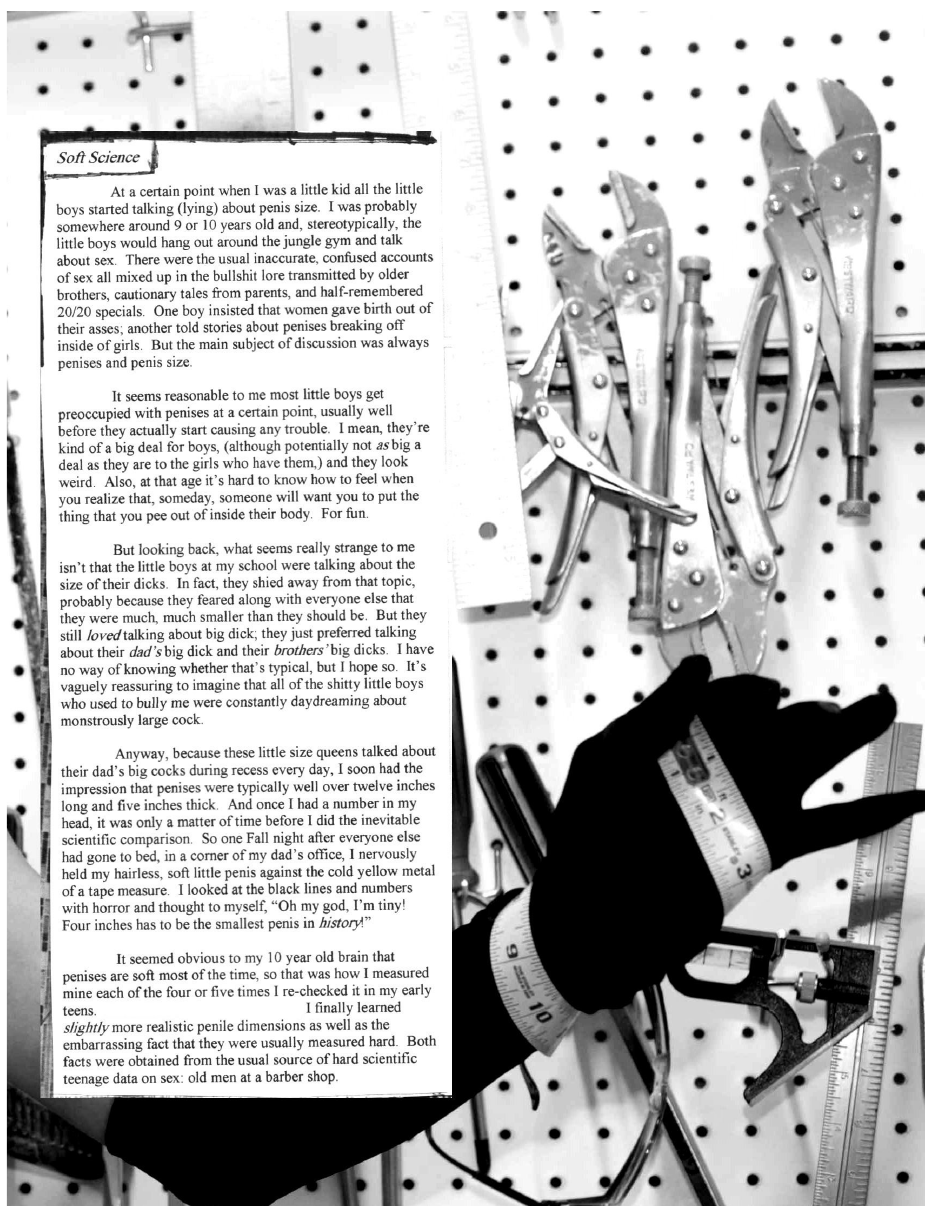 Soft Science
At a certain point when I was a little kid all the little
boys started talking (lying) about penis size. I was probably
somewhere around 9 or 10 years old and, stereotypically, the
little boys would hang out around the jungle gym and talk
about sex. There were the usual inaccurate, confused accounts
of sex all mixed up in the bullshit lore transmitted by older
brothers, cautionary tales from parents, and half-remembered
20/20 specials. One boy insisted that women gave birth out of
their asses; another told stories about penises breaking off
inside of girls. But the main subject of discussion was always
penises and penis size.
It seems reasonable to me most little boys get
preoccupied with penises at a certain point, usually well
before they actually start causing any trouble. I mean, they're
kind of a big deal for boys, (although potentially not as big a
deal as they are to the girls who have them,) and they look
weird. Also, at that age it's hard to know how to feel when
you realize that, someday, someone will want you to put the
thing that you pee out of inside their body. For fun.
But looking back, what seems really strange to me
isn't that the little boys at my school were talking about the
size of their dicks. In fact, they shied away from that topic,
probably because they feared along with everyone else that
they were much, much smaller than they should be. But they
still loved talking about big dick; they just preferred talking
about their dad's big dick and their brothers' big dicks. I have
no way of knowing whether that's typical, but I hope so. It's
vaguely reassuring to imagine that all of the shitty little boys
who used to bully me were constantly daydreaming about
monstrously large cock.
Anyway, because these little size queens talked about
their dad's big cocks during recess every day, I soon had the
impression that penises were typically well over twelve inches
long and five inches thick. And once I had a number in my
head, it was only a matter of time before I did the inevitable
scientific comparison. So one Fall night after everyone else
had gone to bed, in a corner of my dad's office, I nervously
held my hairless, soft little penis against the cold yellow metal
of a tape measure. I looked at the black lines and numbers
with horror and thought to myself, “Oh my god, I'm tiny!
Four inches has to be the smallest penis in history!”
It seemed obvious to my 10 year old brain that
penises are soft most of the time, so that was how I measured
mine each of the four or five times I re-checked it in my early
teens. I finally learned
slightly more realistic penile dimensions as well as the
embarrassing fact that they were usually measured hard. Both
facts were obtained from the usual source of hard scientific
teenage data on sex: old men at a barber shop.
1
2
3
9
10